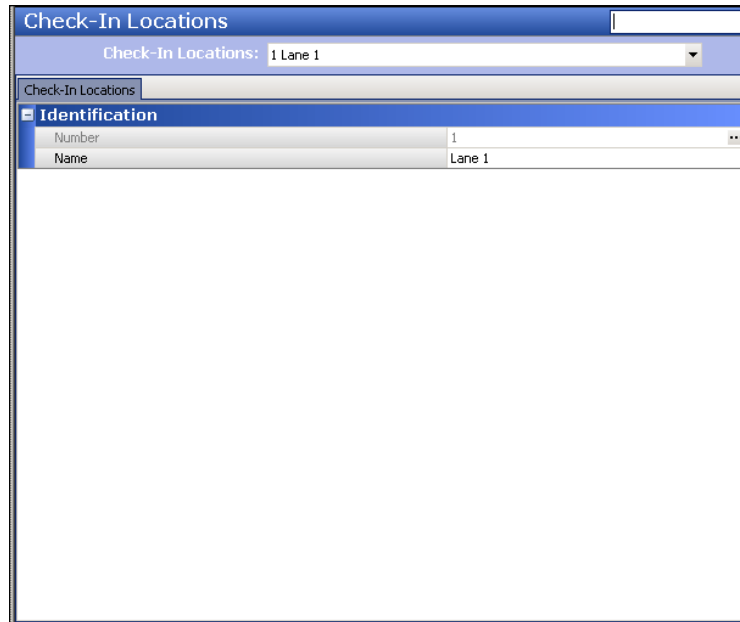 Check-In Locations
Check-In Locations: 1 Lane 1
Check-In Locations
Identification
Number 1
Name Lane 1